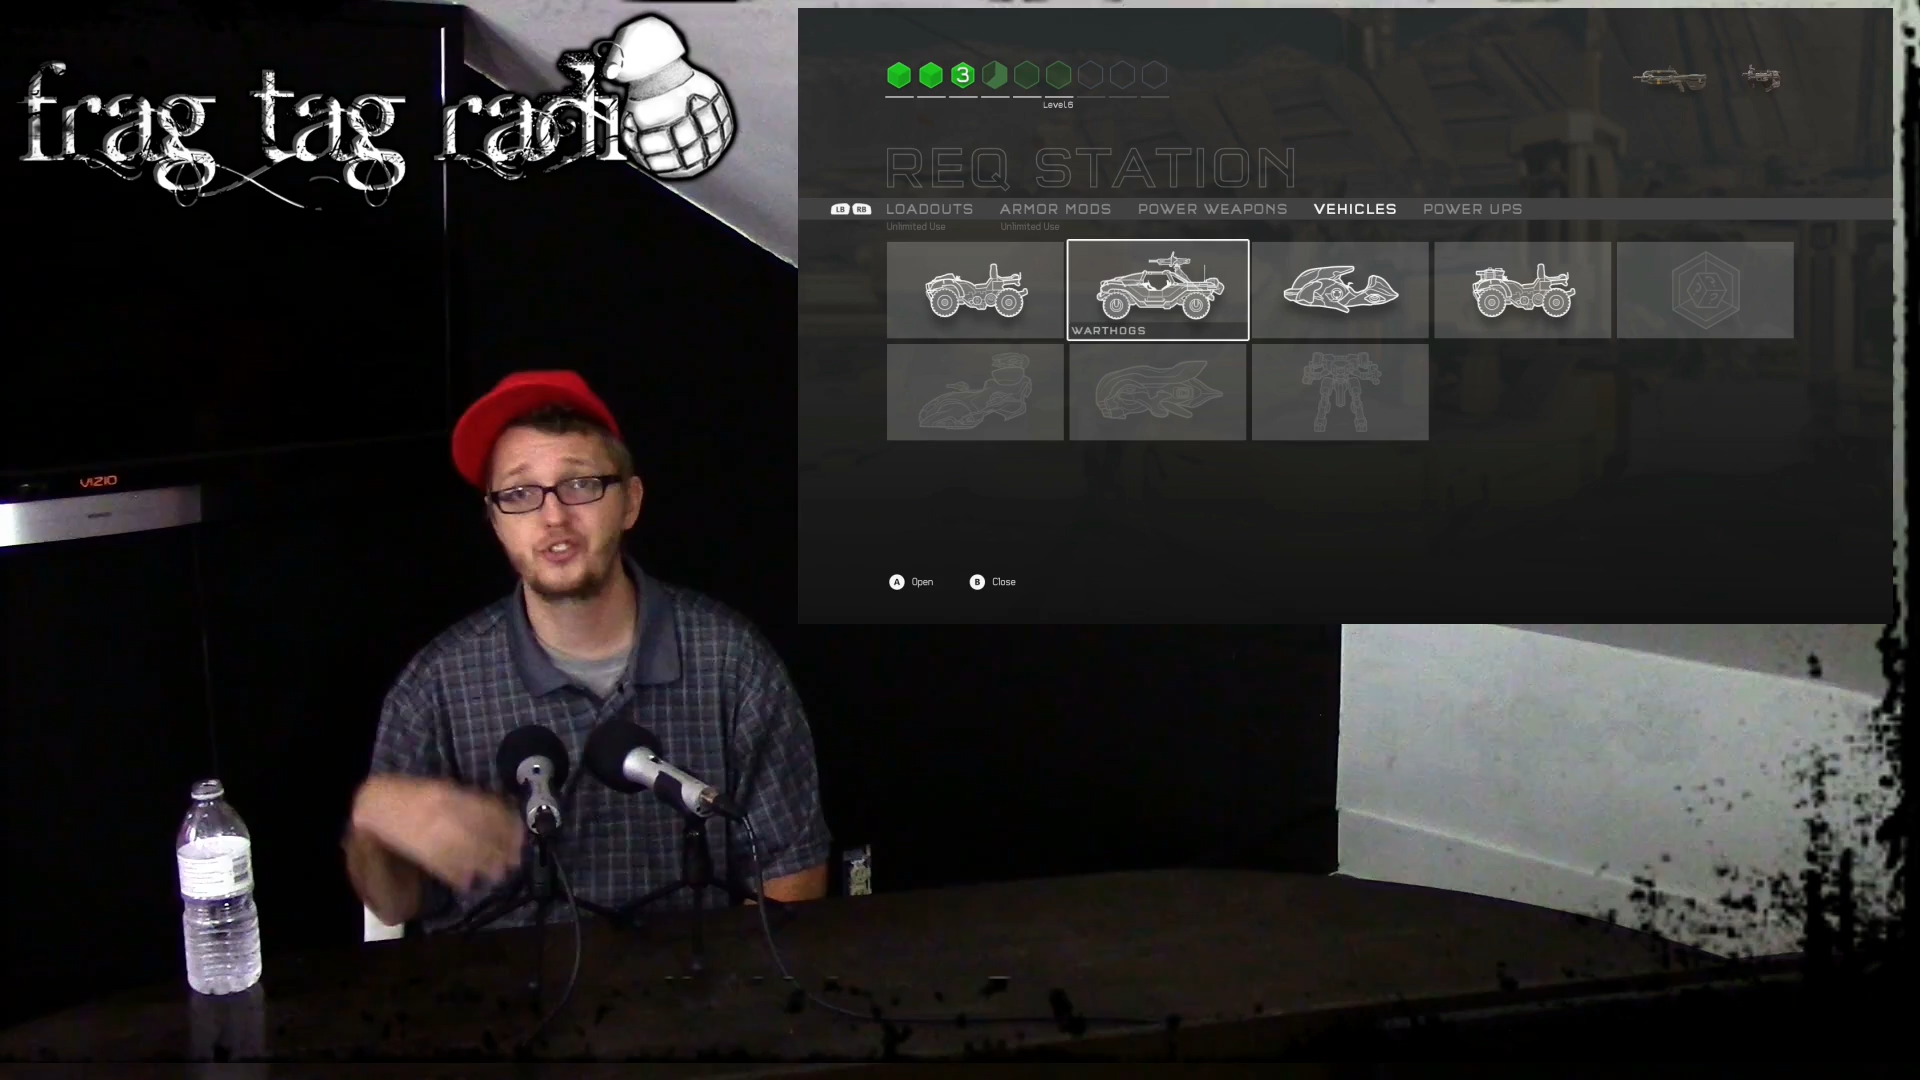 frag tag radi
3
Level 6
REQ STATION
LB RB LOADOUTS ARMOR MODS POWER WEAPONS VEHICLES POWER UPS
Unlimited Use Unlimited Use
WARTHOGS
VIZIO
A Open B Close